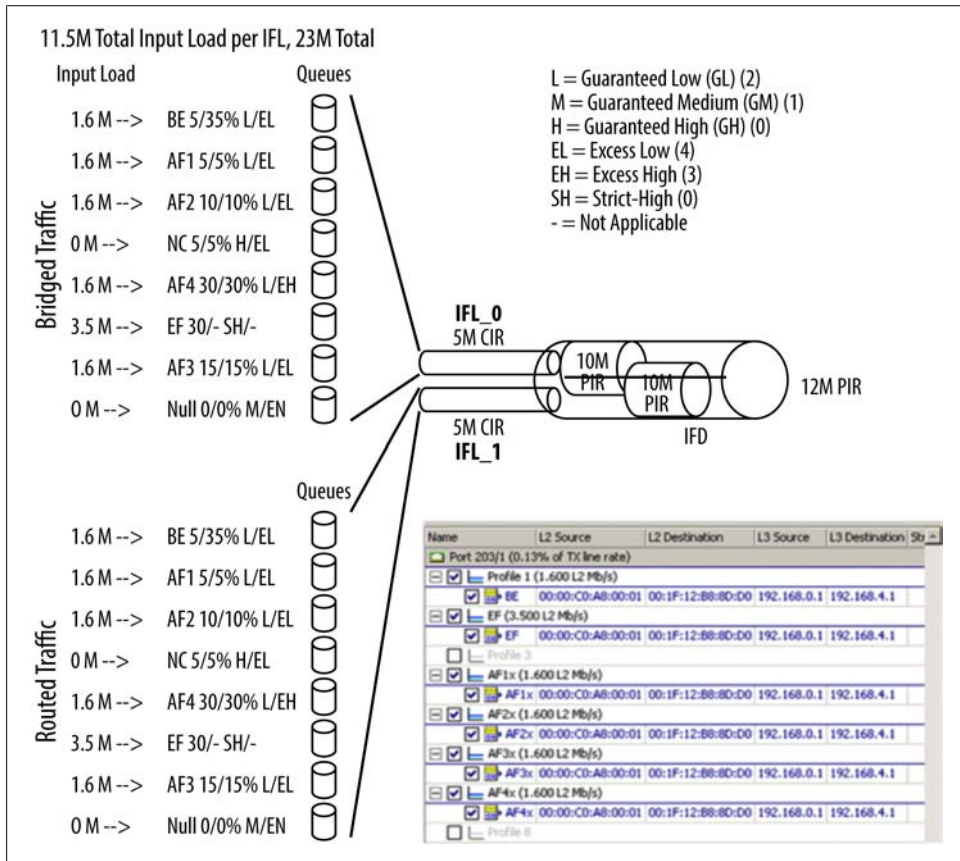 11.5M Total Input Load per IFL, 23M Total
Input Load
Queues
Bridged Traffic
1.6 M --> BE 5/35% L/EL
1.6 M --> AF1 5/5% L/EL
1.6 M --> AF2 10/10% L/EL
0 M --> NC 5/5% H/EL
1.6 M --> AF4 30/30% L/EH
3.5 M --> EF 30/- SH/-
1.6 M --> AF3 15/15% L/EL
0 M --> Null 0/0% M/EN
L = Guaranteed Low (GL) (2)
M = Guaranteed Medium (GM) (1)
H = Guaranteed High (GH) (0)
EL = Excess Low (4)
EH = Excess High (3)
SH = Strict-High (0)
- = Not Applicable
IFL_0
5M CIR
10M PIR
10M PIR
12M PIR
IFD
5M CIR
IFL_1
Queues
Routed Traffic
1.6 M --> BE 5/35% L/EL
1.6 M --> AF1 5/5% L/EL
1.6 M --> AF2 10/10% L/EL
0 M --> NC 5/5% H/EL
1.6 M --> AF4 30/30% L/EH
3.5 M --> EF 30/- SH/-
1.6 M --> AF3 15/15% L/EL
0 M --> Null 0/0% M/EN
Name L2 Source L2 Destination L3 Source L3 Destination
Port 203/1 (0.13% of TX line rate)
Profile 1 (1.600 L2 Mb/s)
BE 00:00:C0:A8:00:01 00:1F:12:B8:8D:D0 192.168.0.1 192.168.4.1
EF (3.500 L2 Mb/s)
EF 00:00:C0:A8:00:01 00:1F:12:B8:8D:D0 192.168.0.1 192.168.4.1
Profile 3
AF1x (1.600 L2 Mb/s)
AF1x 00:00:C0:A8:00:01 00:1F:12:B8:8D:D0 192.168.0.1 192.168.4.1
AF2x (1.600 L2 Mb/s)
AF2x 00:00:C0:A8:00:01 00:1F:12:B8:8D:D0 192.168.0.1 192.168.4.1
AF3x (1.600 L2 Mb/s)
AF3x 00:00:C0:A8:00:01 00:1F:12:B8:8D:D0 192.168.0.1 192.168.4.1
AF4x (1.600 L2 Mb/s)
AF4x 00:00:C0:A8:00:01 00:1F:12:B8:8D:D0 192.168.0.1 192.168.4.1
Profile 8